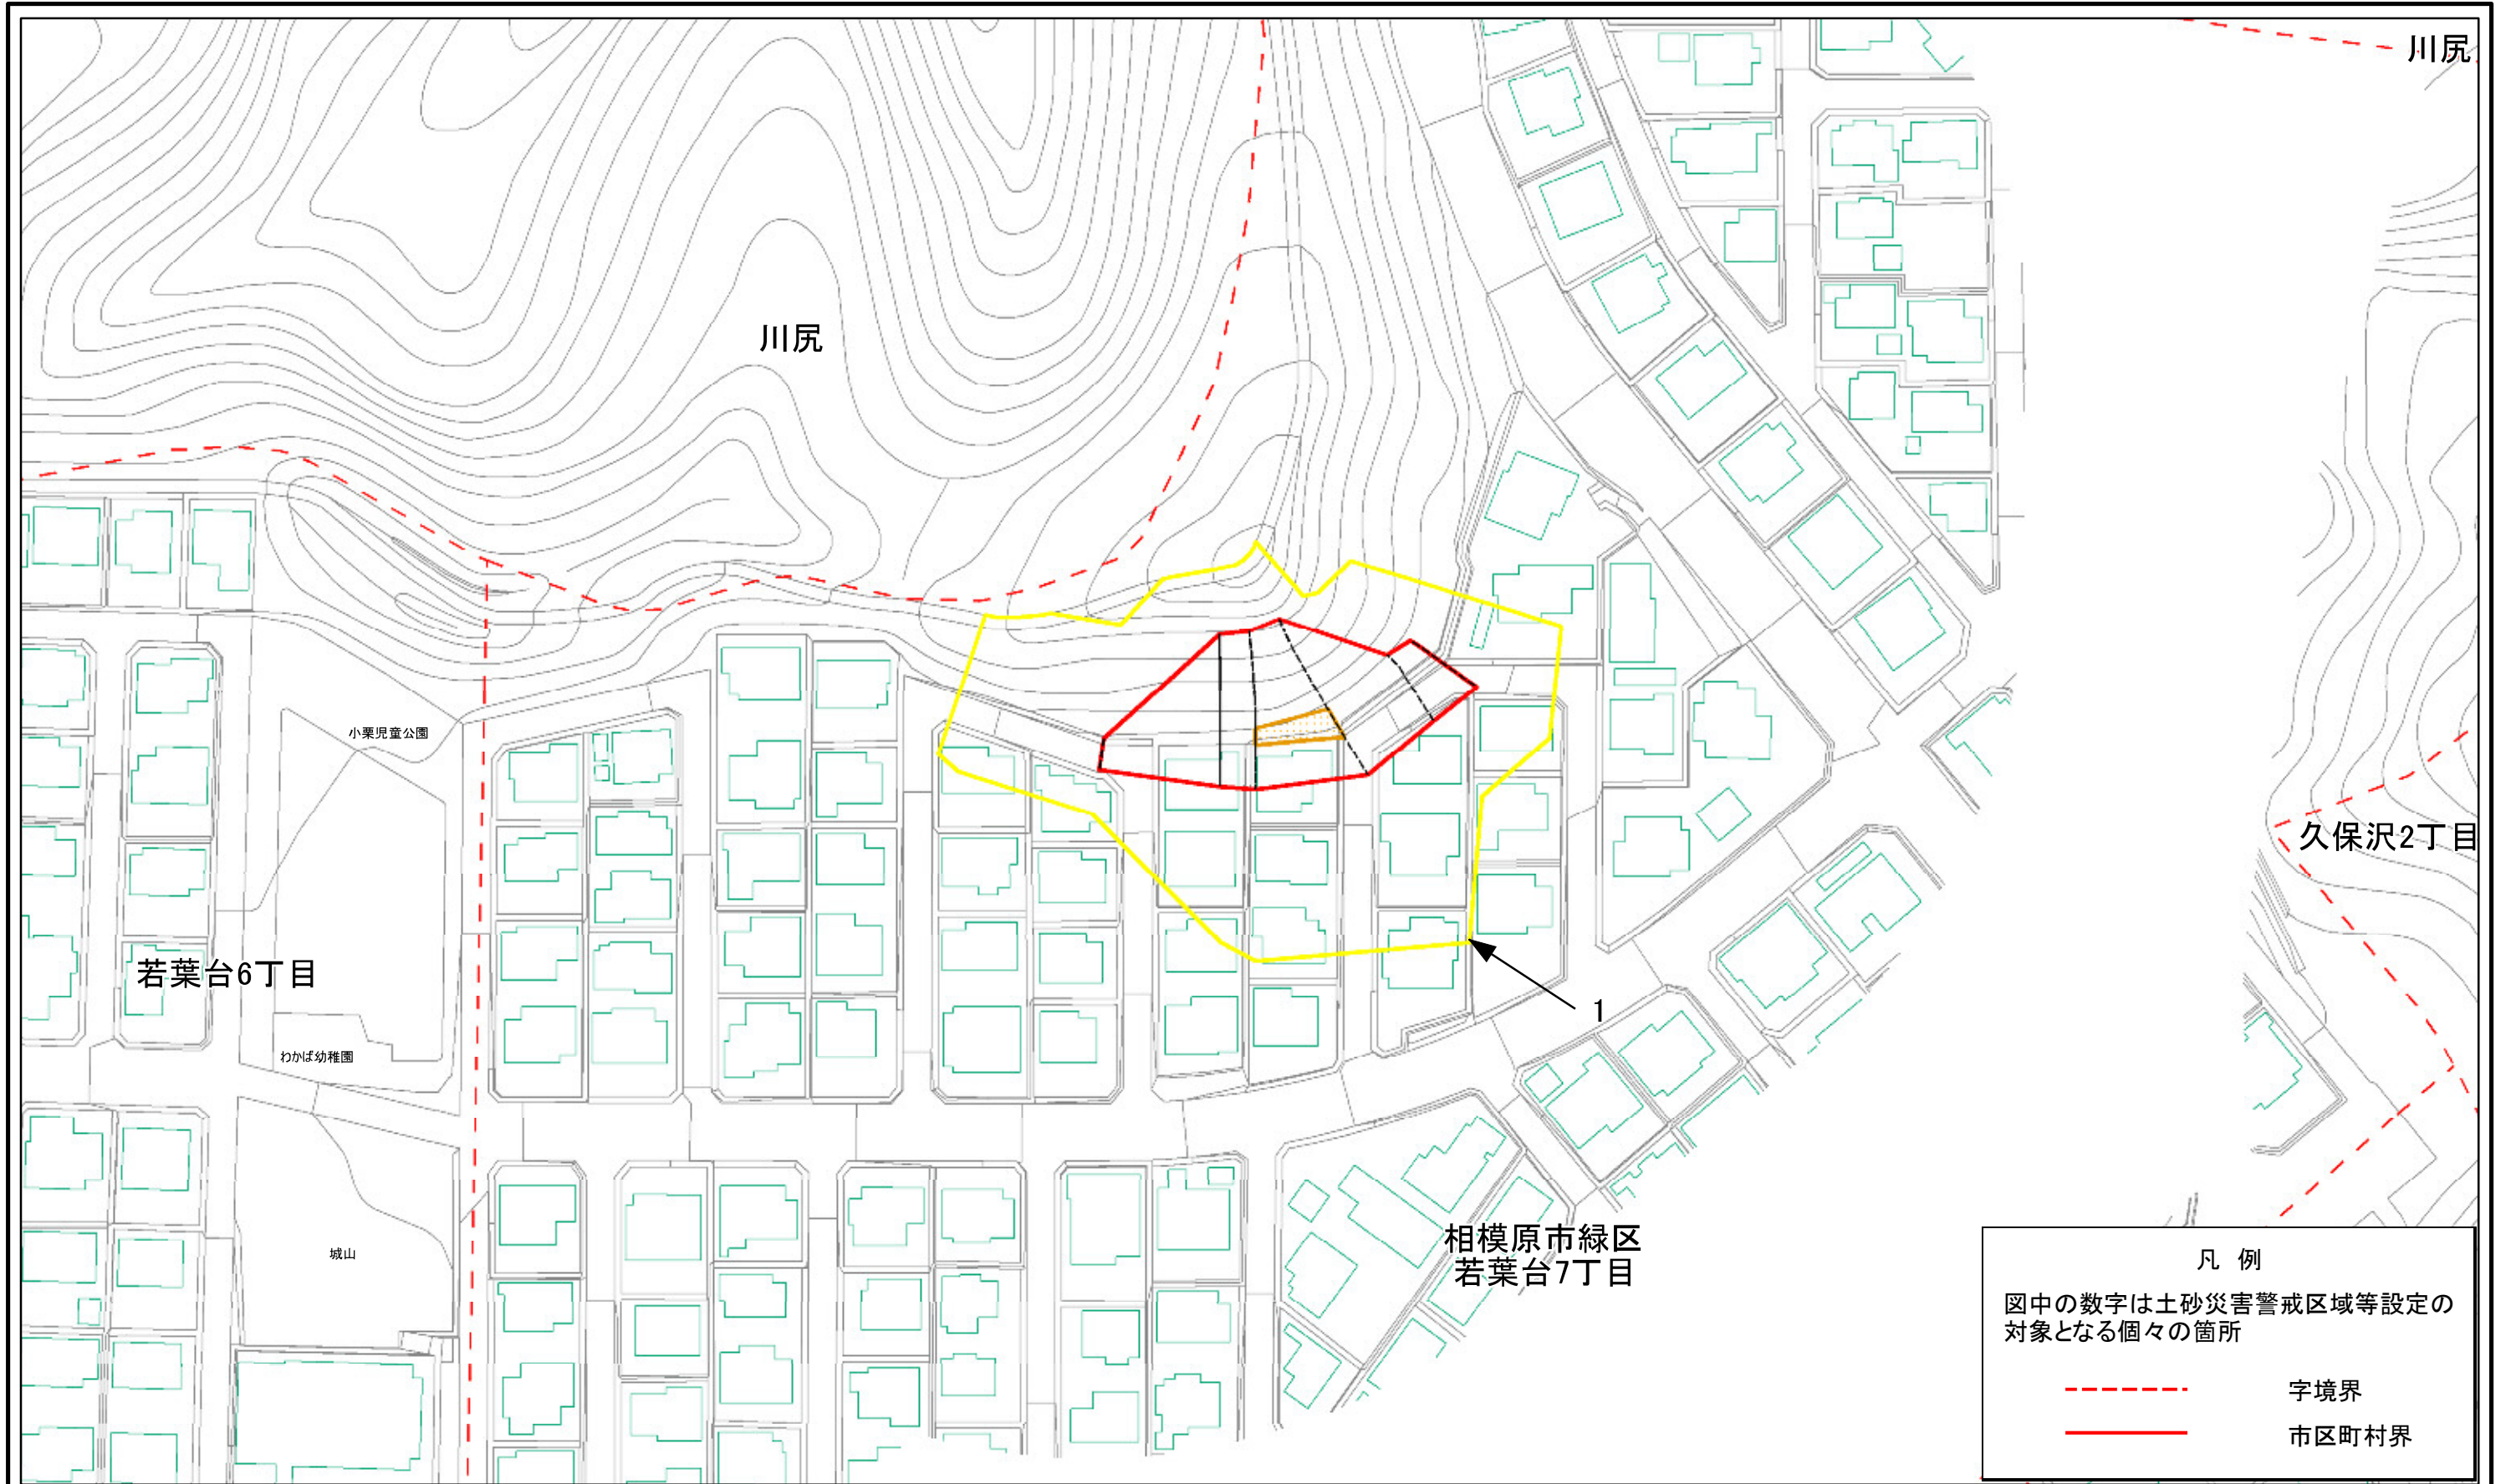 川尻
川尻
小栗児童公園
久保沢2丁目
若葉台6丁目
1
わかば幼稚園
相模原市緑区
若葉台7丁目
城山
凡 例
図中の数字は土砂災害警戒区域等設定の
対象となる個々の箇所
字境界
市区町村界